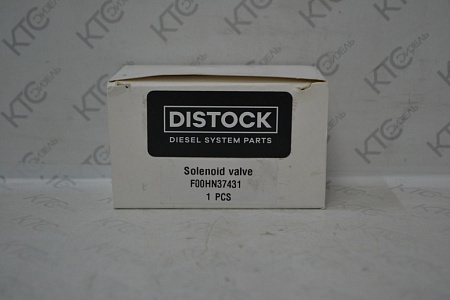 DISTOCK
DIESEL SYSTEM PARTS
Solenoid valve
F00HN37431
1 PCS